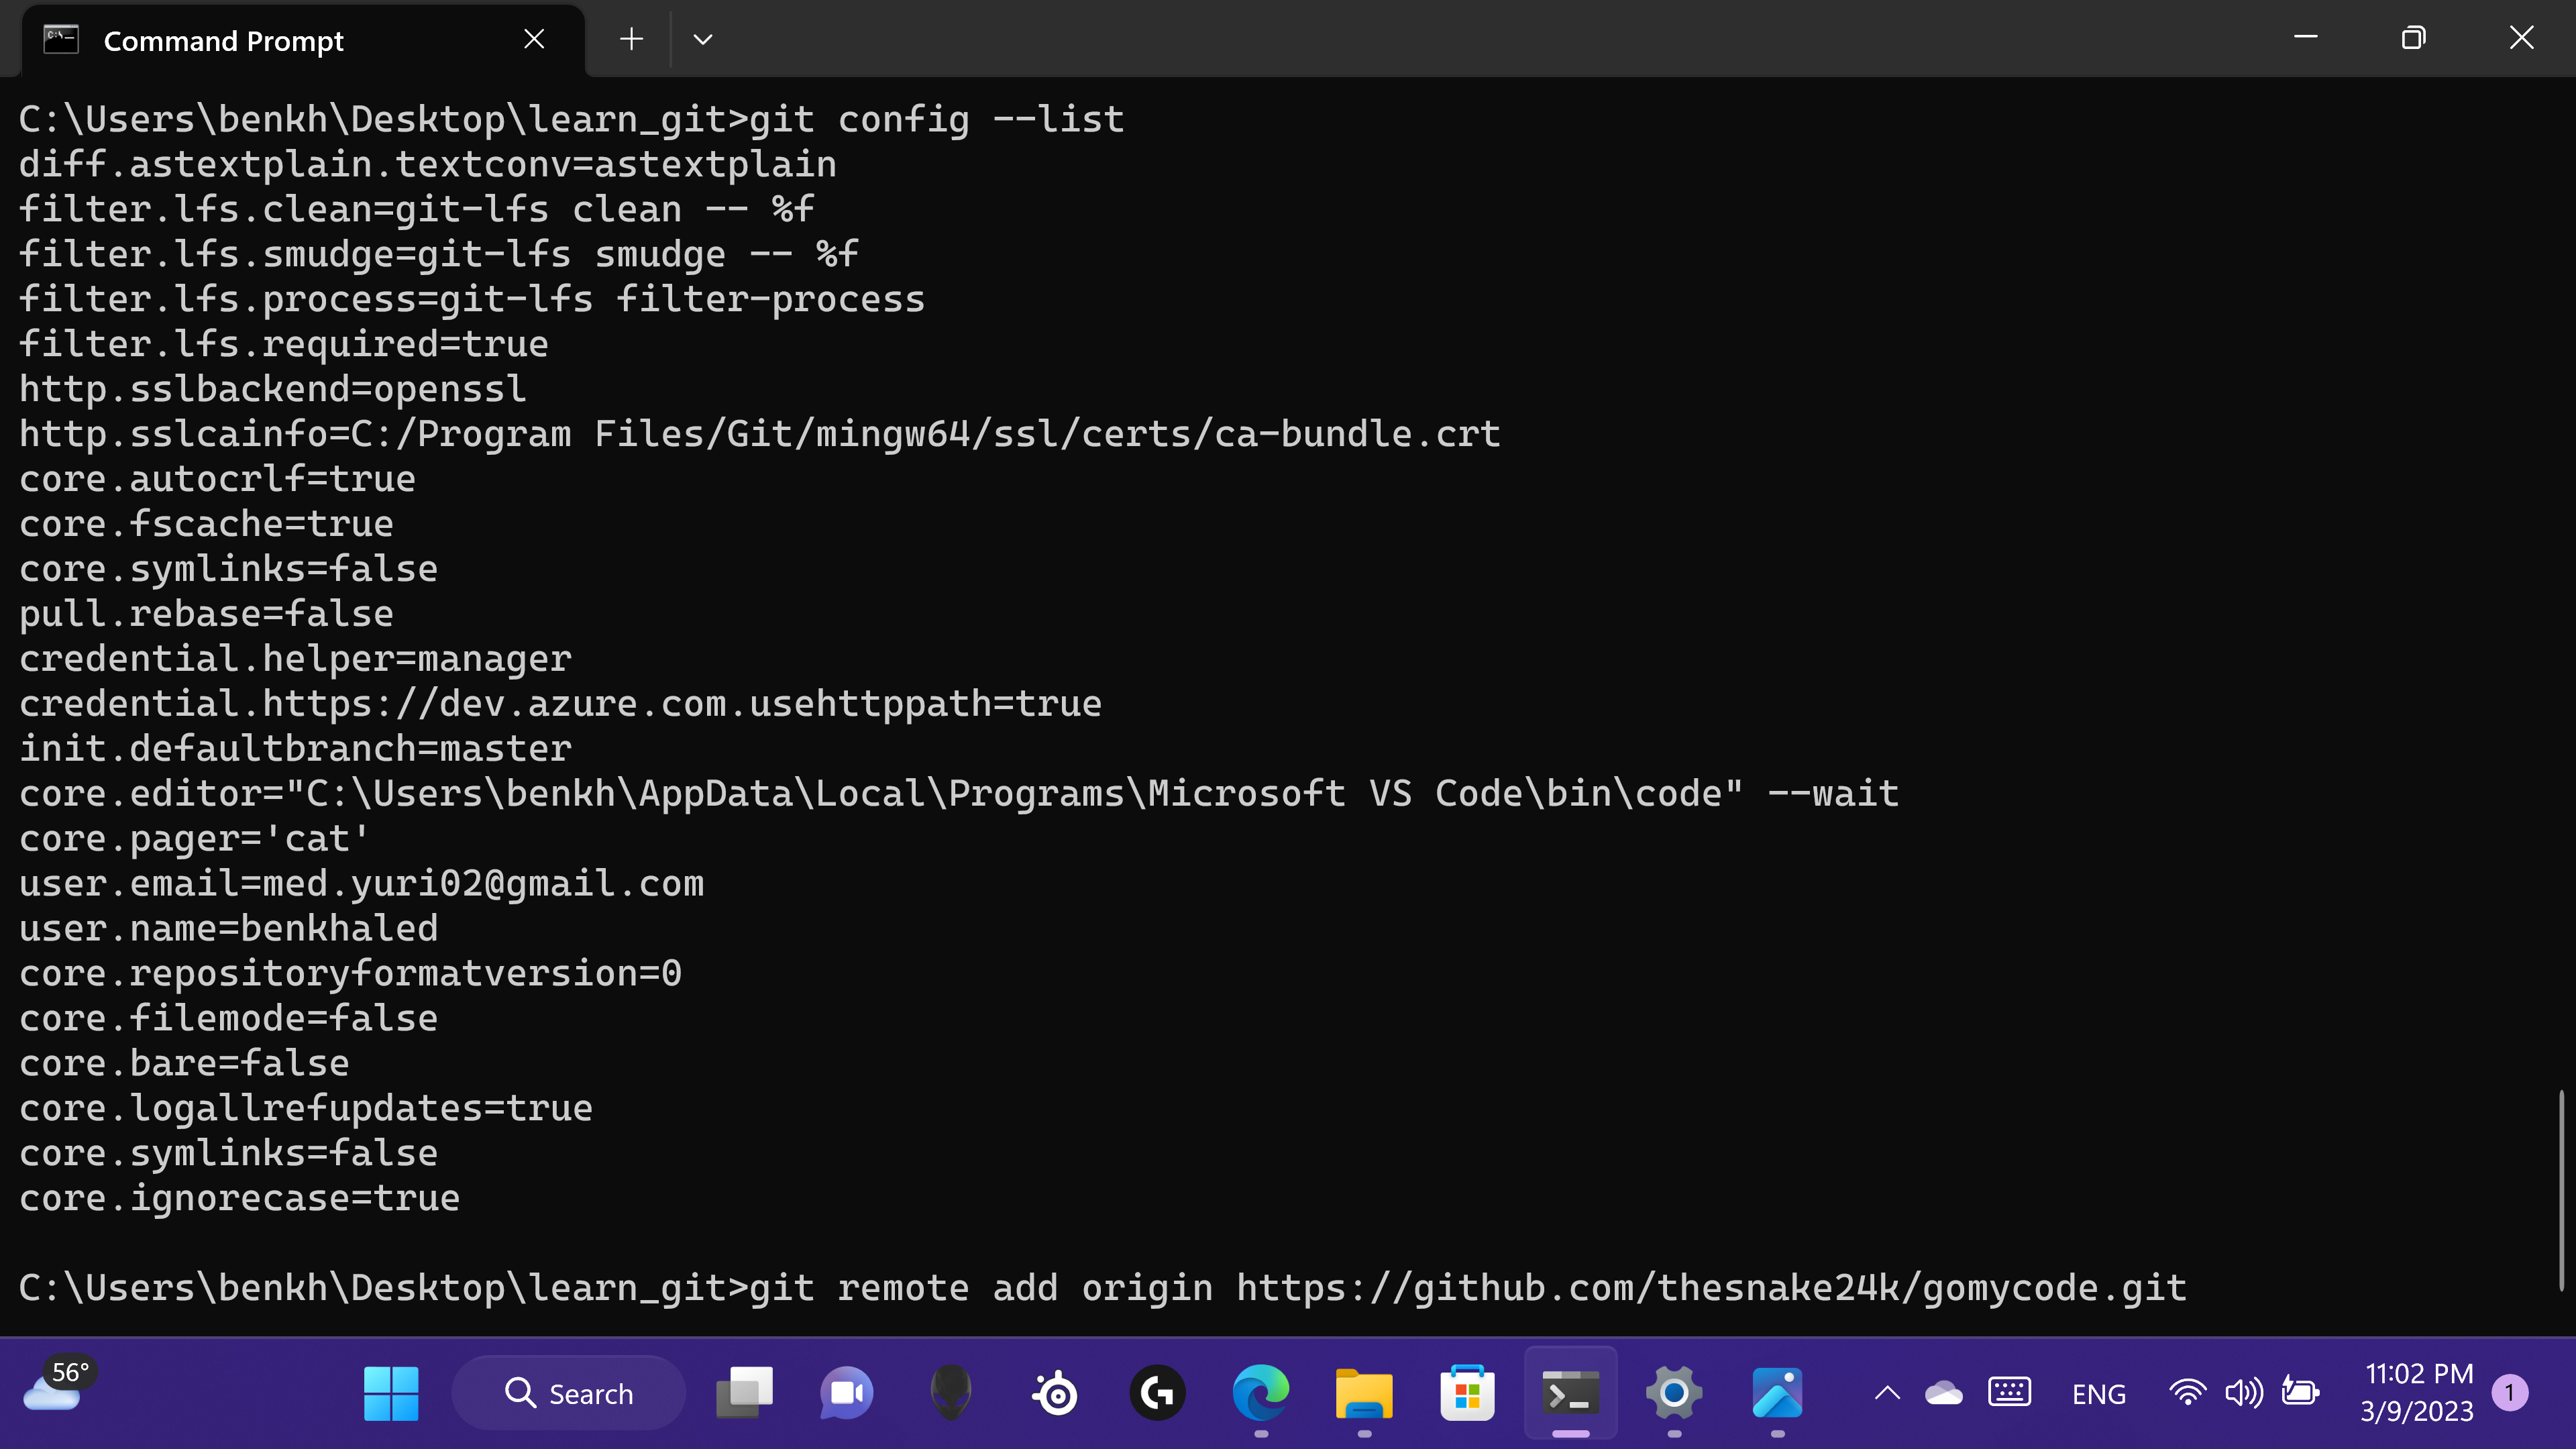 Command Prompt
C:\Users\benkh\Desktop\learn_git>git config --list
diff.astextplain.textconv=astextplain
filter.lfs.clean=git-lfs clean -- %f
filter.lfs.smudge=git-lfs smudge -- %f
filter.lfs.process=git-lfs filter-process
filter.lfs.required=true
http.sslbackend=openssl
http.sslcainfo=C:/Program Files/Git/mingw64/ssl/certs/ca-bundle.crt
core.autocrlf=true
core.fscache=true
core.symlinks=false
pull.rebase=false
credential.helper=manager
credential.https://dev.azure.com.usehttppath=true
init.defaultbranch=master
core.editor="C:\Users\benkh\AppData\Local\Programs\Microsoft VS Code\bin\code" --wait
core.pager='cat'
user.email=med.yuri02@gmail.com
user.name=benkhaled
core.repositoryformatversion=0
core.filemode=false
core.bare=false
core.logallrefupdates=true
core.symlinks=false
core.ignorecase=true
C:\Users\benkh\Desktop\learn_git>git remote add origin https://github.com/thesnake24k/gomycode.git
56°
Search
ENG
11:02 PM
3/9/2023
1